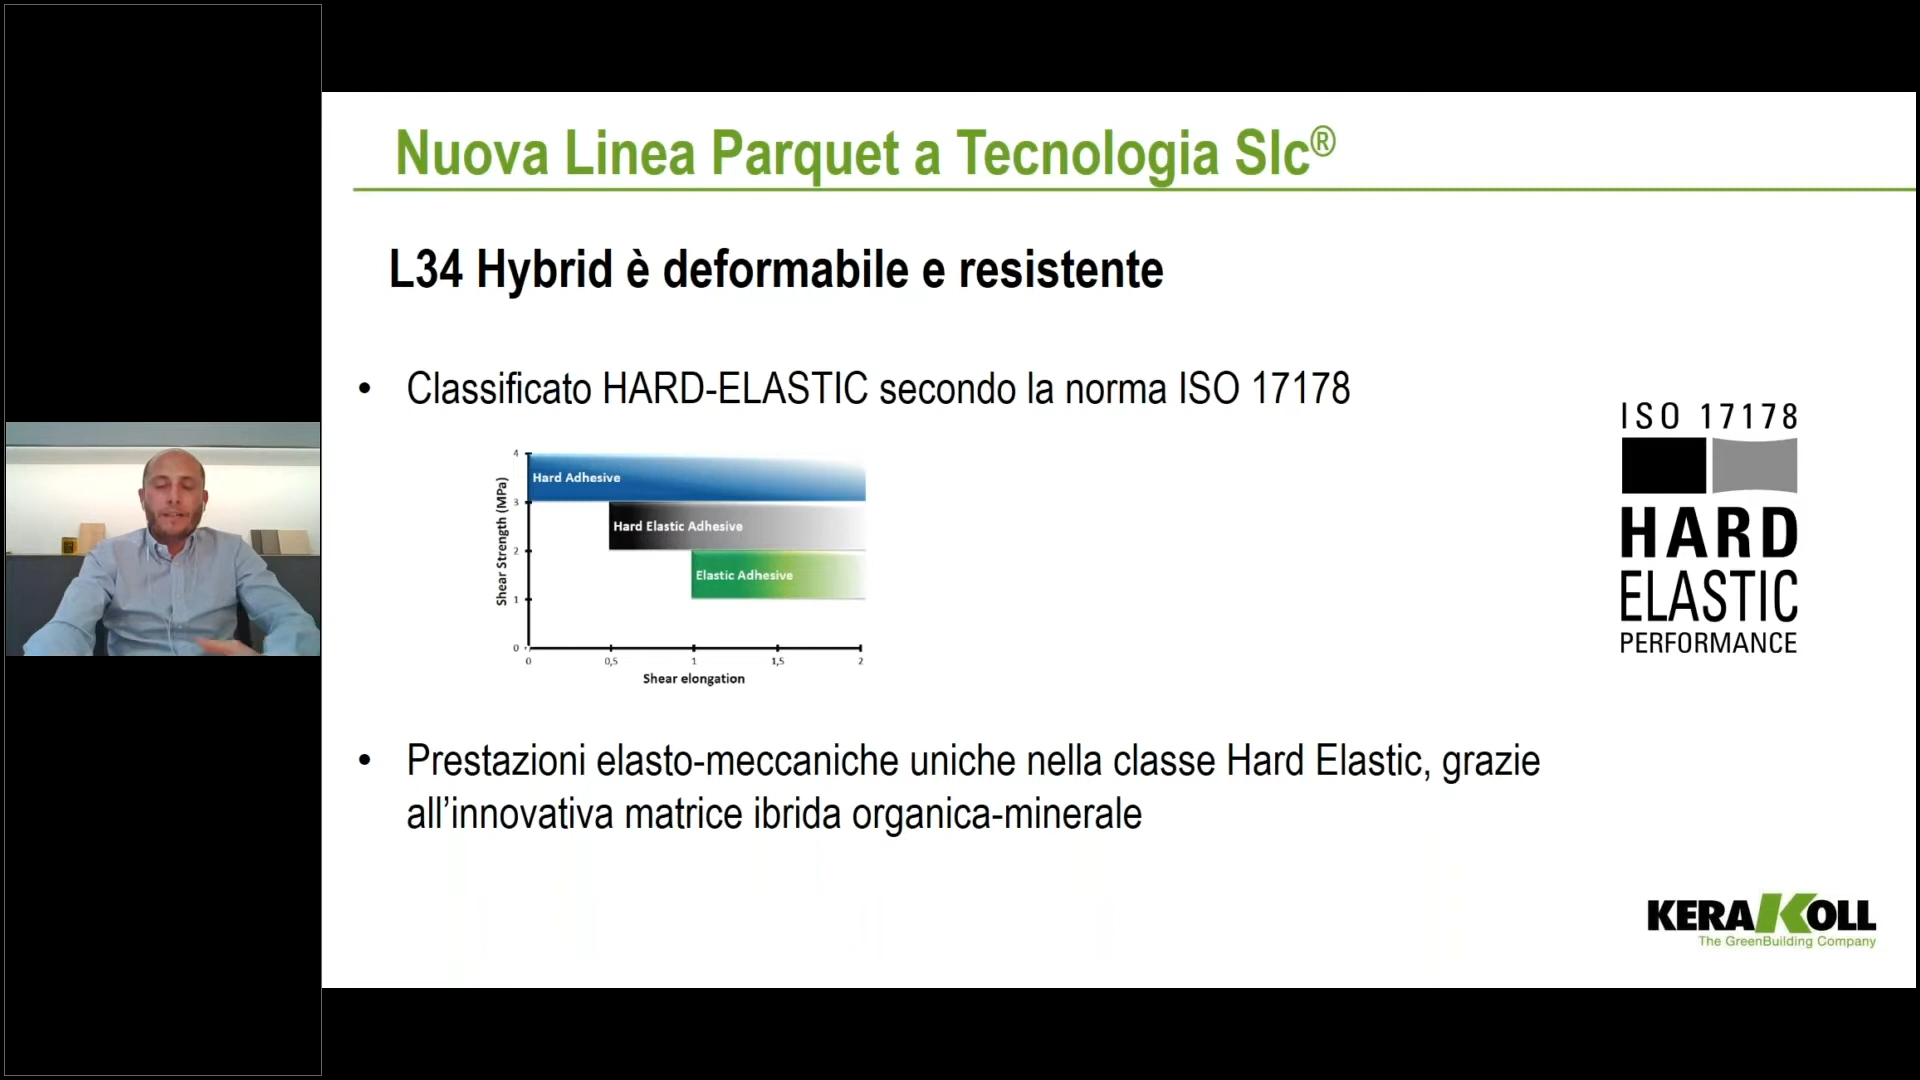 Nuova Linea Parquet a Tecnologia Slc®
L34 Hybrid è deformabile e resistente
• Classificato HARD-ELASTIC secondo la norma ISO 17178
4
3
2
1
0
Shear Strength (MPa)
Hard Adhesive
Hard Elastic Adhesive
Elastic Adhesive
0 0,5 1 1,5 2
Shear elongation
ISO 17178
HARD
ELASTIC
PERFORMANCE
• Prestazioni elasto-meccaniche uniche nella classe Hard Elastic, grazie
all’innovativa matrice ibrida organica-minerale
KERAKOLL
The GreenBuilding Company